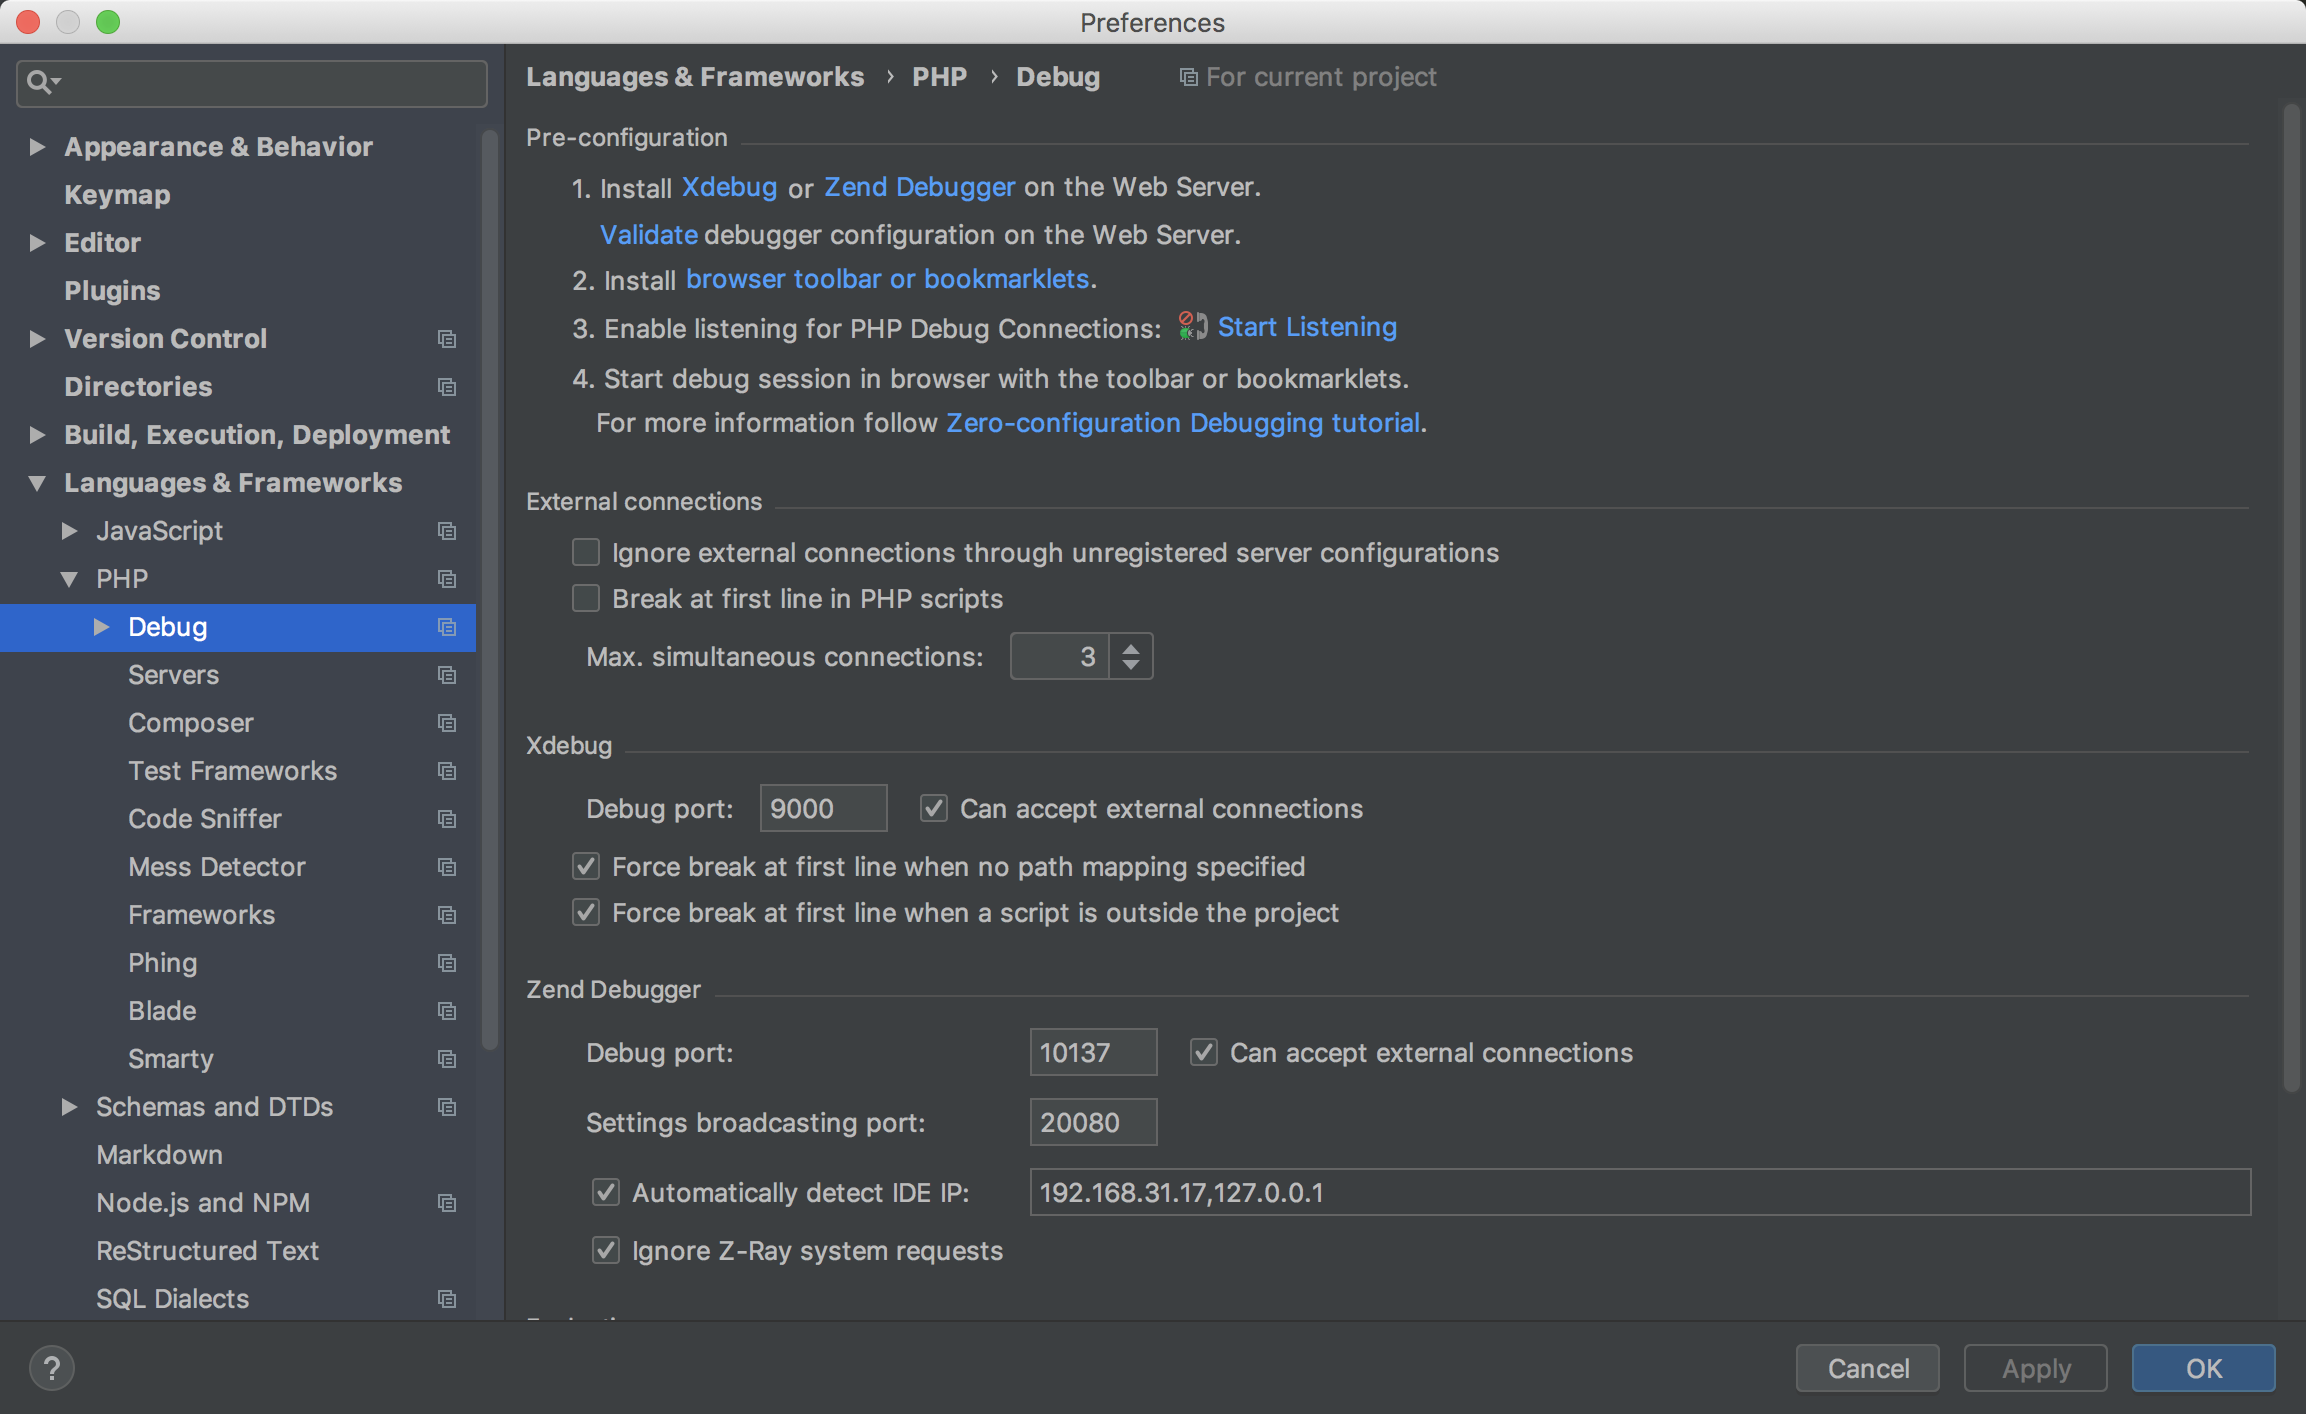 Preferences
Appearance & Behavior
Keymap
Editor
Plugins
Version Control
Directories
Build, Execution, Deployment
Languages & Frameworks
JavaScript
PHP
Debug
Servers
Composer
Test Frameworks
Code Sniffer
Mess Detector
Frameworks
Phing
Blade
Smarty
Schemas and DTDs
Markdown
Node.js and NPM
ReStructured Text
SQL Dialects
Languages & Frameworks › PHP › Debug For current project
Pre-configuration
1. Install Xdebug or Zend Debugger on the Web Server.
Validate debugger configuration on the Web Server.
2. Install browser toolbar or bookmarklets.
3. Enable listening for PHP Debug Connections: Start Listening
4. Start debug session in browser with the toolbar or bookmarklets.
For more information follow Zero-configuration Debugging tutorial.
External connections
Ignore external connections through unregistered server configurations
Break at first line in PHP scripts
Max. simultaneous connections: 3
Xdebug
Debug port: 9000 Can accept external connections
Force break at first line when no path mapping specified
Force break at first line when a script is outside the project
Zend Debugger
Debug port: 10137 Can accept external connections
Settings broadcasting port: 20080
Automatically detect IDE IP: 192.168.31.17,127.0.0.1
Ignore Z-Ray system requests
? Cancel Apply OK